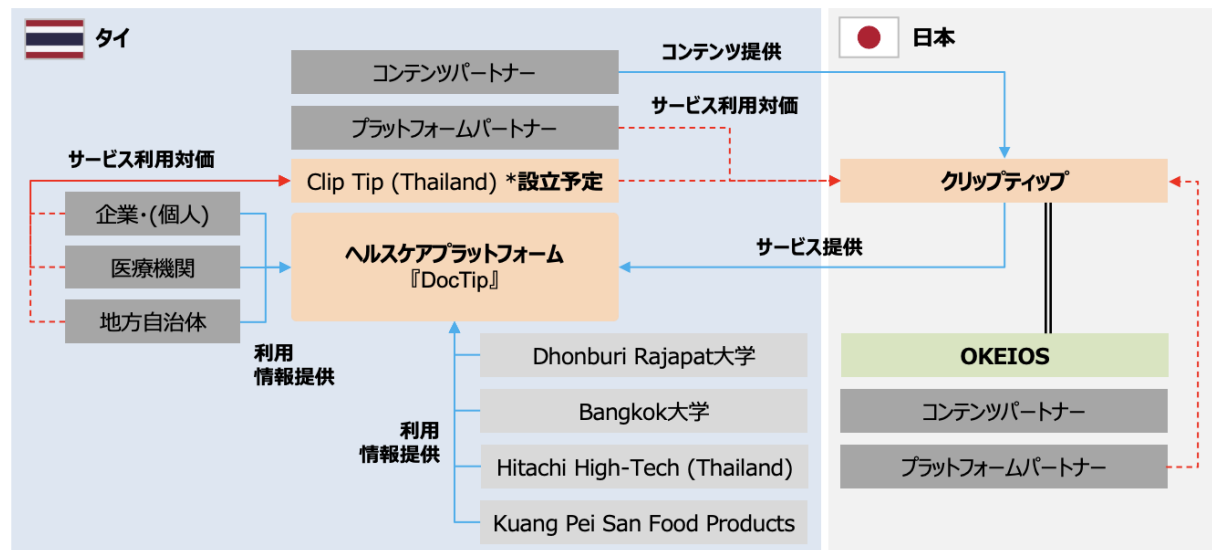 タイ
コンテンツパートナー
コンテンツ提供
プラットフォームパートナー
サービス利用対価
サービス利用対価
Clip Tip (Thailand) *設立予定
企業・(個人)
医療機関
地方自治体
ヘルスケアプラットフォーム
『DocTip』
サービス提供
利用
情報提供
利用
情報提供
Dhonburi Rajapat大学
Bangkok大学
Hitachi High-Tech (Thailand)
Kuang Pei San Food Products
日本
クリップティップ
OKEIOS
コンテンツパートナー
プラットフォームパートナー